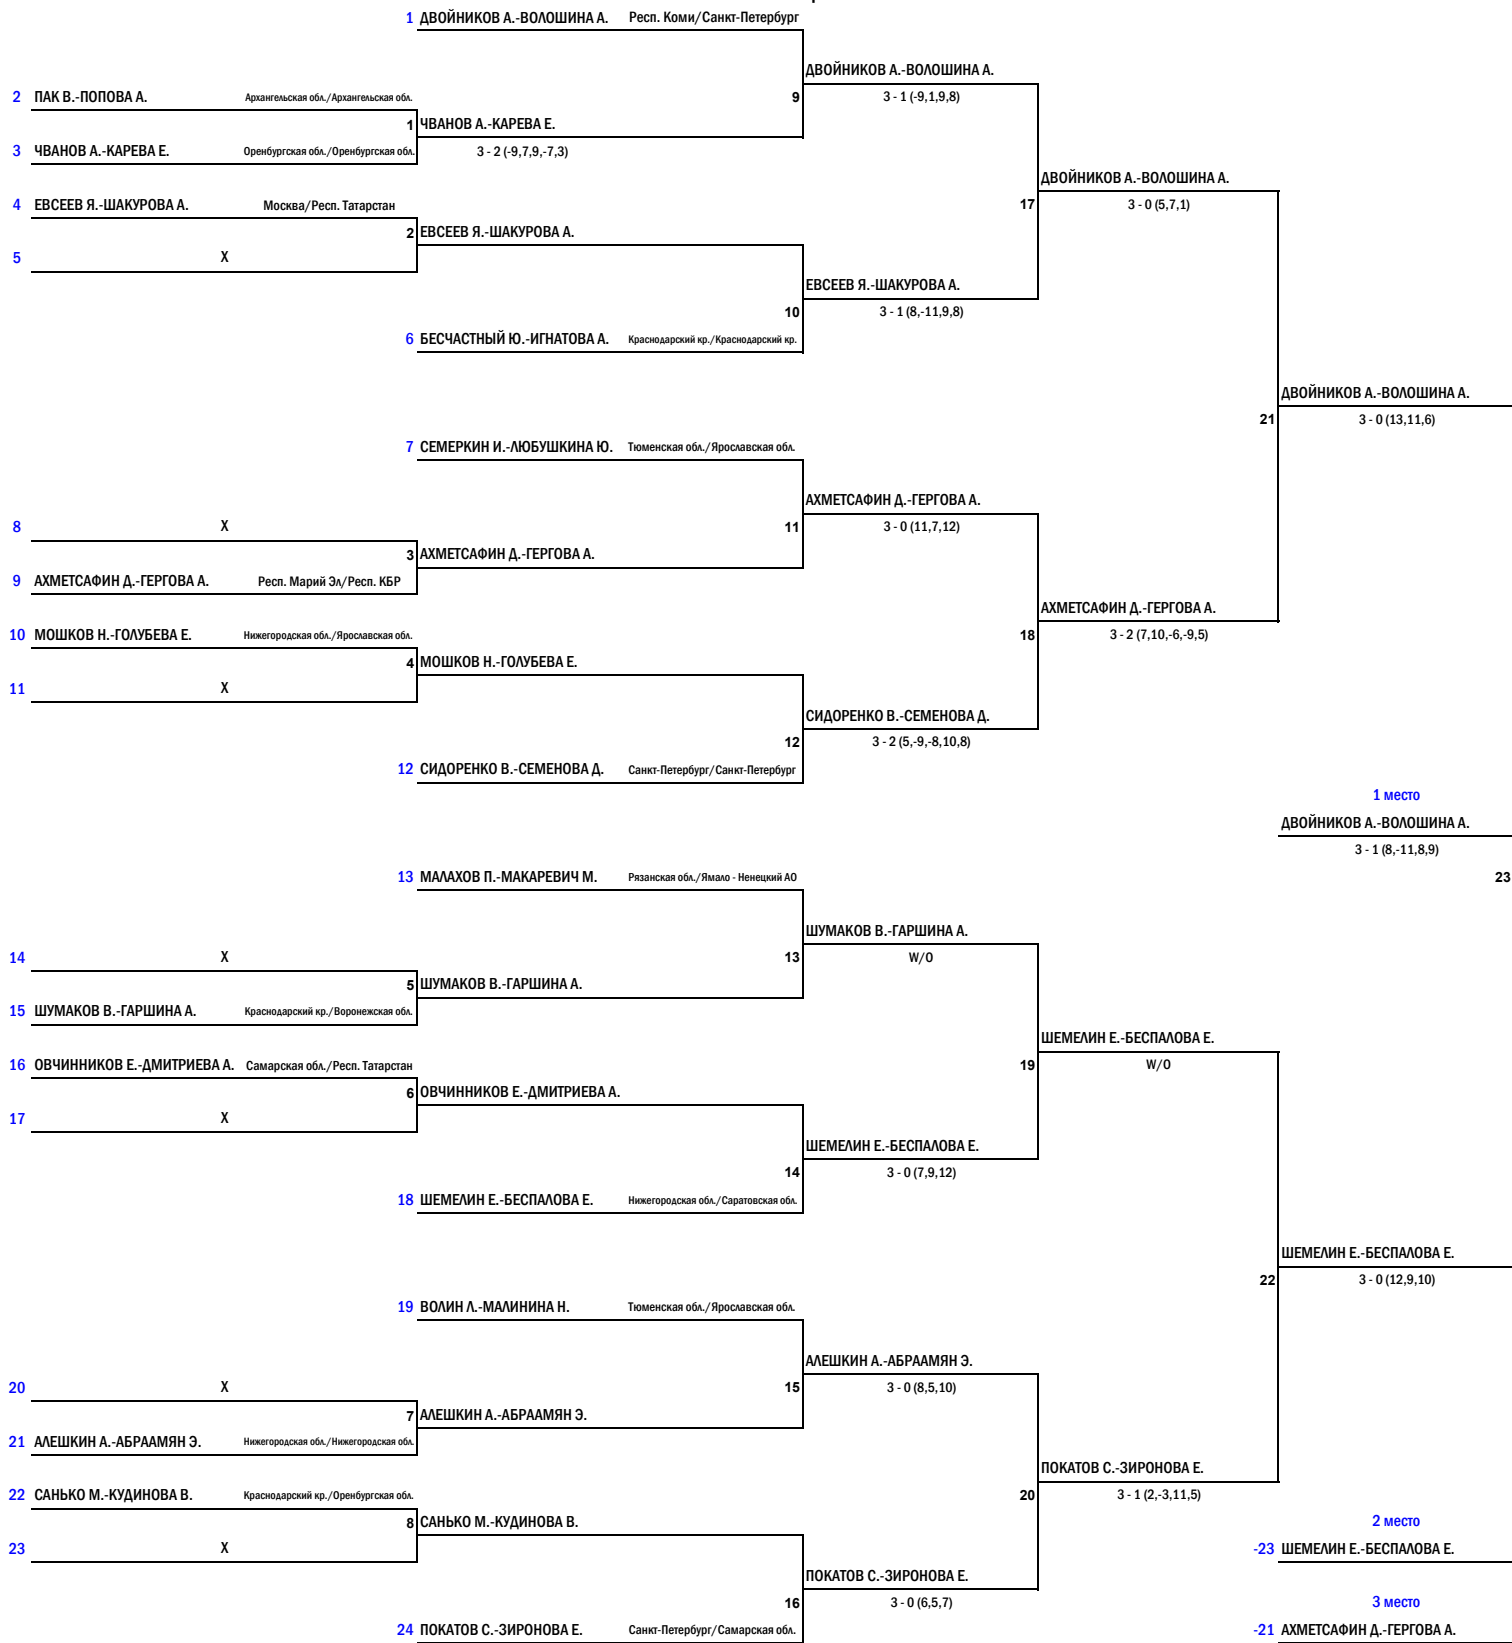 1 ДВОЙНИКОВ А.-ВОЛОШИНА А. Респ. Коми/Санкт-Петербург
ДВОЙНИКОВ А.-ВОЛОШИНА А.
2 ПАК В.-ПОПОВА А. Архангельская обл./Архангельская обл. 9 3 - 1 (-9,1,9,8)
1 ЧВАНОВ А.-КАРЕВА Е.
3 ЧВАНОВ А.-КАРЕВА Е. Оренбургская обл./Оренбургская обл. 3 - 2 (-9,7,9,-7,3)
ДВОЙНИКОВ А.-ВОЛОШИНА А.
4 ЕВСЕЕВ Я.-ШАКУРОВА А. Москва/Респ. Татарстан 17 3 - 0 (5,7,1)
2 ЕВСЕЕВ Я.-ШАКУРОВА А.
5 X
ЕВСЕЕВ Я.-ШАКУРОВА А.
10 3 - 1 (8,-11,9,8)
6 БЕСЧАСТНЫЙ Ю.-ИГНАТОВА А. Краснодарский кр./Краснодарский кр.
ДВОЙНИКОВ А.-ВОЛОШИНА А.
21 3 - 0 (13,11,6)
7 СЕМЕРКИН И.-ЛЮБУШКИНА Ю. Тюменская обл./Ярославская обл.
АХМЕТСАФИН Д.-ГЕРГОВА А.
8 X 11 3 - 0 (11,7,12)
3 АХМЕТСАФИН Д.-ГЕРГОВА А.
9 АХМЕТСАФИН Д.-ГЕРГОВА А. Респ. Марий Эл/Респ. КБР
АХМЕТСАФИН Д.-ГЕРГОВА А.
10 МОШКОВ Н.-ГОЛУБЕВА Е. Нижегородская обл./Ярославская обл. 18 3 - 2 (7,10,-6,-9,5)
4 МОШКОВ Н.-ГОЛУБЕВА Е.
11 X
СИДОРЕНКО В.-СЕМЕНОВА Д.
12 3 - 2 (5,-9,-8,10,8)
12 СИДОРЕНКО В.-СЕМЕНОВА Д. Санкт-Петербург/Санкт-Петербург
1 место
ДВОЙНИКОВ А.-ВОЛОШИНА А.
3 - 1 (8,-11,8,9)
13 МАЛАХОВ П.-МАКАРЕВИЧ М. Рязанская обл./Ямало - Ненецкий АО 23
ШУМАКОВ В.-ГАРШИНА А.
14 X 13 W/O
5 ШУМАКОВ В.-ГАРШИНА А.
15 ШУМАКОВ В.-ГАРШИНА А. Краснодарский кр./Воронежская обл.
ШЕМЕЛИН Е.-БЕСПАЛОВА Е.
16 ОВЧИННИКОВ Е.-ДМИТРИЕВА А. Самарская обл./Респ. Татарстан 19 W/O
6 ОВЧИННИКОВ Е.-ДМИТРИЕВА А.
17 X
ШЕМЕЛИН Е.-БЕСПАЛОВА Е.
14 3 - 0 (7,9,12)
18 ШЕМЕЛИН Е.-БЕСПАЛОВА Е. Нижегородская обл./Саратовская обл.
ШЕМЕЛИН Е.-БЕСПАЛОВА Е.
22 3 - 0 (12,9,10)
19 ВОЛИН Л.-МАЛИНИНА Н. Тюменская обл./Ярославская обл.
АЛЕШКИН А.-АБРААМЯН Э.
20 X 15 3 - 0 (8,5,10)
7 АЛЕШКИН А.-АБРААМЯН Э.
21 АЛЕШКИН А.-АБРААМЯН Э. Нижегородская обл./Нижегородская обл.
ПОКАТОВ С.-ЗИРОНОВА Е.
22 САНЬКО М.-КУДИНОВА В. Краснодарский кр./Оренбургская обл. 20 3 - 1 (2,-3,11,5)
8 САНЬКО М.-КУДИНОВА В. 2 место
23 X -23 ШЕМЕЛИН Е.-БЕСПАЛОВА Е.
ПОКАТОВ С.-ЗИРОНОВА Е.
16 3 - 0 (6,5,7) 3 место
24 ПОКАТОВ С.-ЗИРОНОВА Е. Санкт-Петербург/Самарская обл. -21 АХМЕТСАФИН Д.-ГЕРГОВА А.